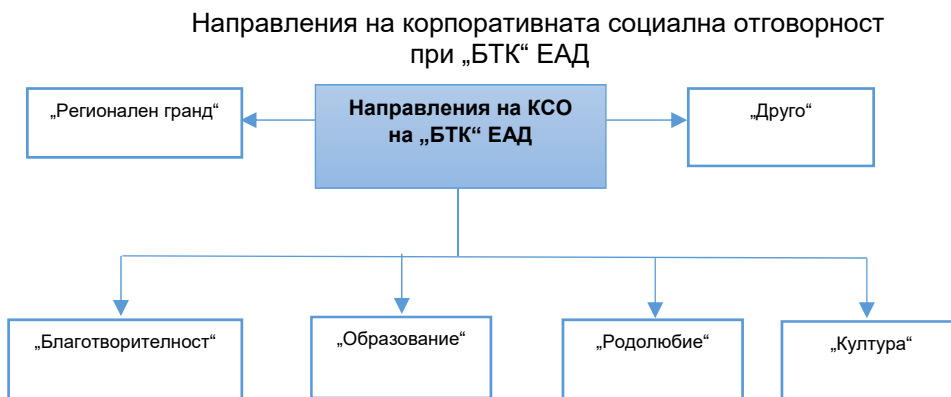 Направления на корпоративната социална отговорност
при „БТК“ ЕАД
„Регионален гранд“
Направления на КСО
на „БТК“ ЕАД
„Друго“
„Благотворителност“
„Образование“
„Родолюбие“
„Култура“